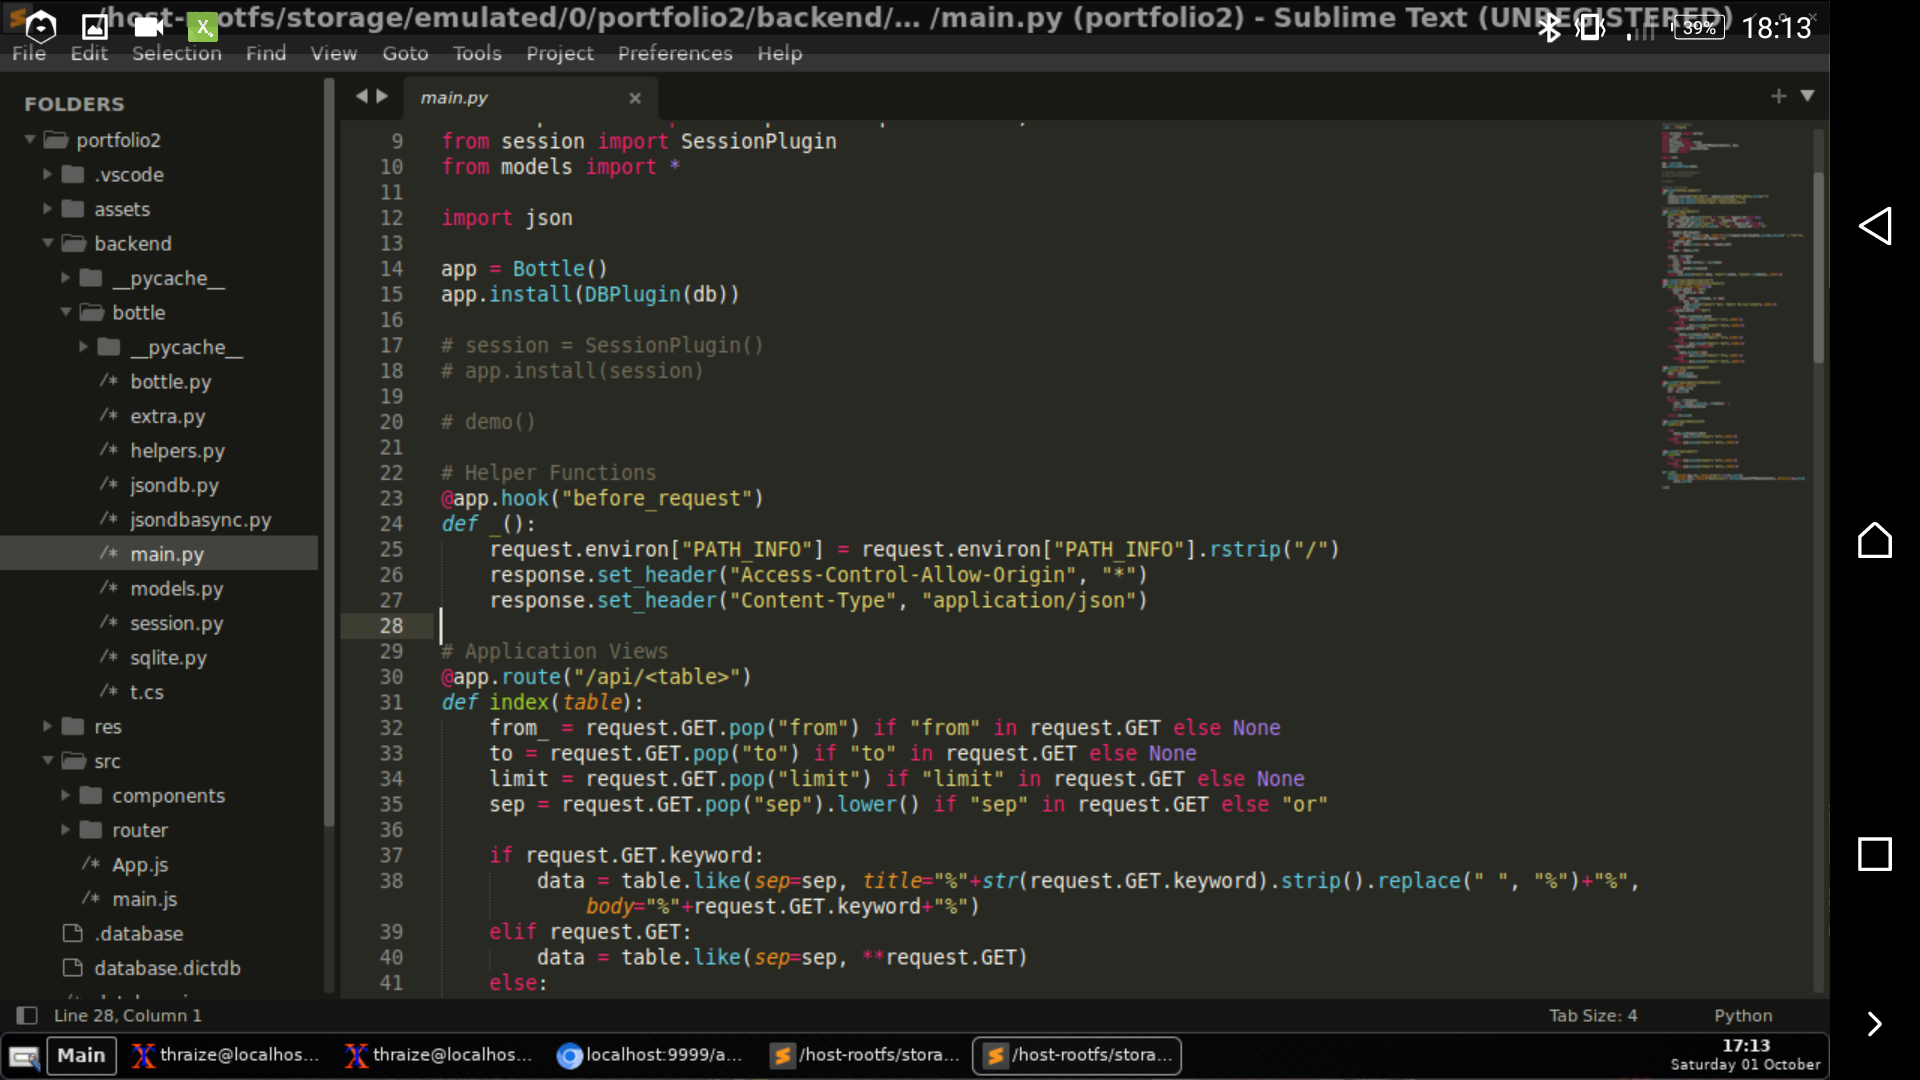 /host-rootfs/storage/emulated/0/portfolio2/backend/... /main.py (portfolio2) - Sublime Text (UNREGISTERED)
39% 18:13
File Edit Selection Find View Goto Tools Project Preferences Help
FOLDERS
portfolio2
.vscode
assets
backend
__pycache__
bottle
__pycache__
/* bottle.py
/* extra.py
/* helpers.py
/* jsondb.py
/* jsondbasync.py
/* main.py
/* models.py
/* session.py
/* sqlite.py
/* t.cs
res
src
components
router
/* App.js
/* main.js
.database
database.dictdb
main.py
9 from session import SessionPlugin
10 from models import *
11
12 import json
13
14 app = Bottle()
15 app.install(DBPlugin(db))
16
17 # session = SessionPlugin()
18 # app.install(session)
19
20 # demo()
21
22 # Helper Functions
23 @app.hook("before_request")
24 def _():
25     request.environ["PATH_INFO"] = request.environ["PATH_INFO"].rstrip("/")
26     response.set_header("Access-Control-Allow-Origin", "*")
27     response.set_header("Content-Type", "application/json")
28
29 # Application Views
30 @app.route("/api/<table>")
31 def index(table):
32     from_ = request.GET.pop("from") if "from" in request.GET else None
33     to = request.GET.pop("to") if "to" in request.GET else None
34     limit = request.GET.pop("limit") if "limit" in request.GET else None
35     sep = request.GET.pop("sep").lower() if "sep" in request.GET else "or"
36
37     if request.GET.keyword:
38         data = table.like(sep=sep, title="%"+str(request.GET.keyword).strip().replace(" ", "%")+"%",
            body="%"+request.GET.keyword+"%")
39     elif request.GET:
40         data = table.like(sep=sep, **request.GET)
41     else:
Line 28, Column 1
Tab Size: 4
Python
Main
thraize@localhos...
thraize@localhos...
localhost:9999/a...
/host-rootfs/stora...
/host-rootfs/stora...
17:13
Saturday 01 October